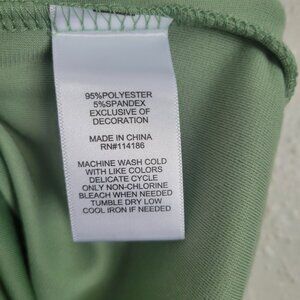 95%POLYESTER
5%SPANDEX
EXCLUSIVE OF
DECORATION
MADE IN CHINA
RN#114186
MACHINE WASH COLD
WITH LIKE COLORS
DELICATE CYCLE
ONLY NON-CHLORINE
BLEACH WHEN NEEDED
TUMBLE DRY LOW
COOL IRON IF NEEDED